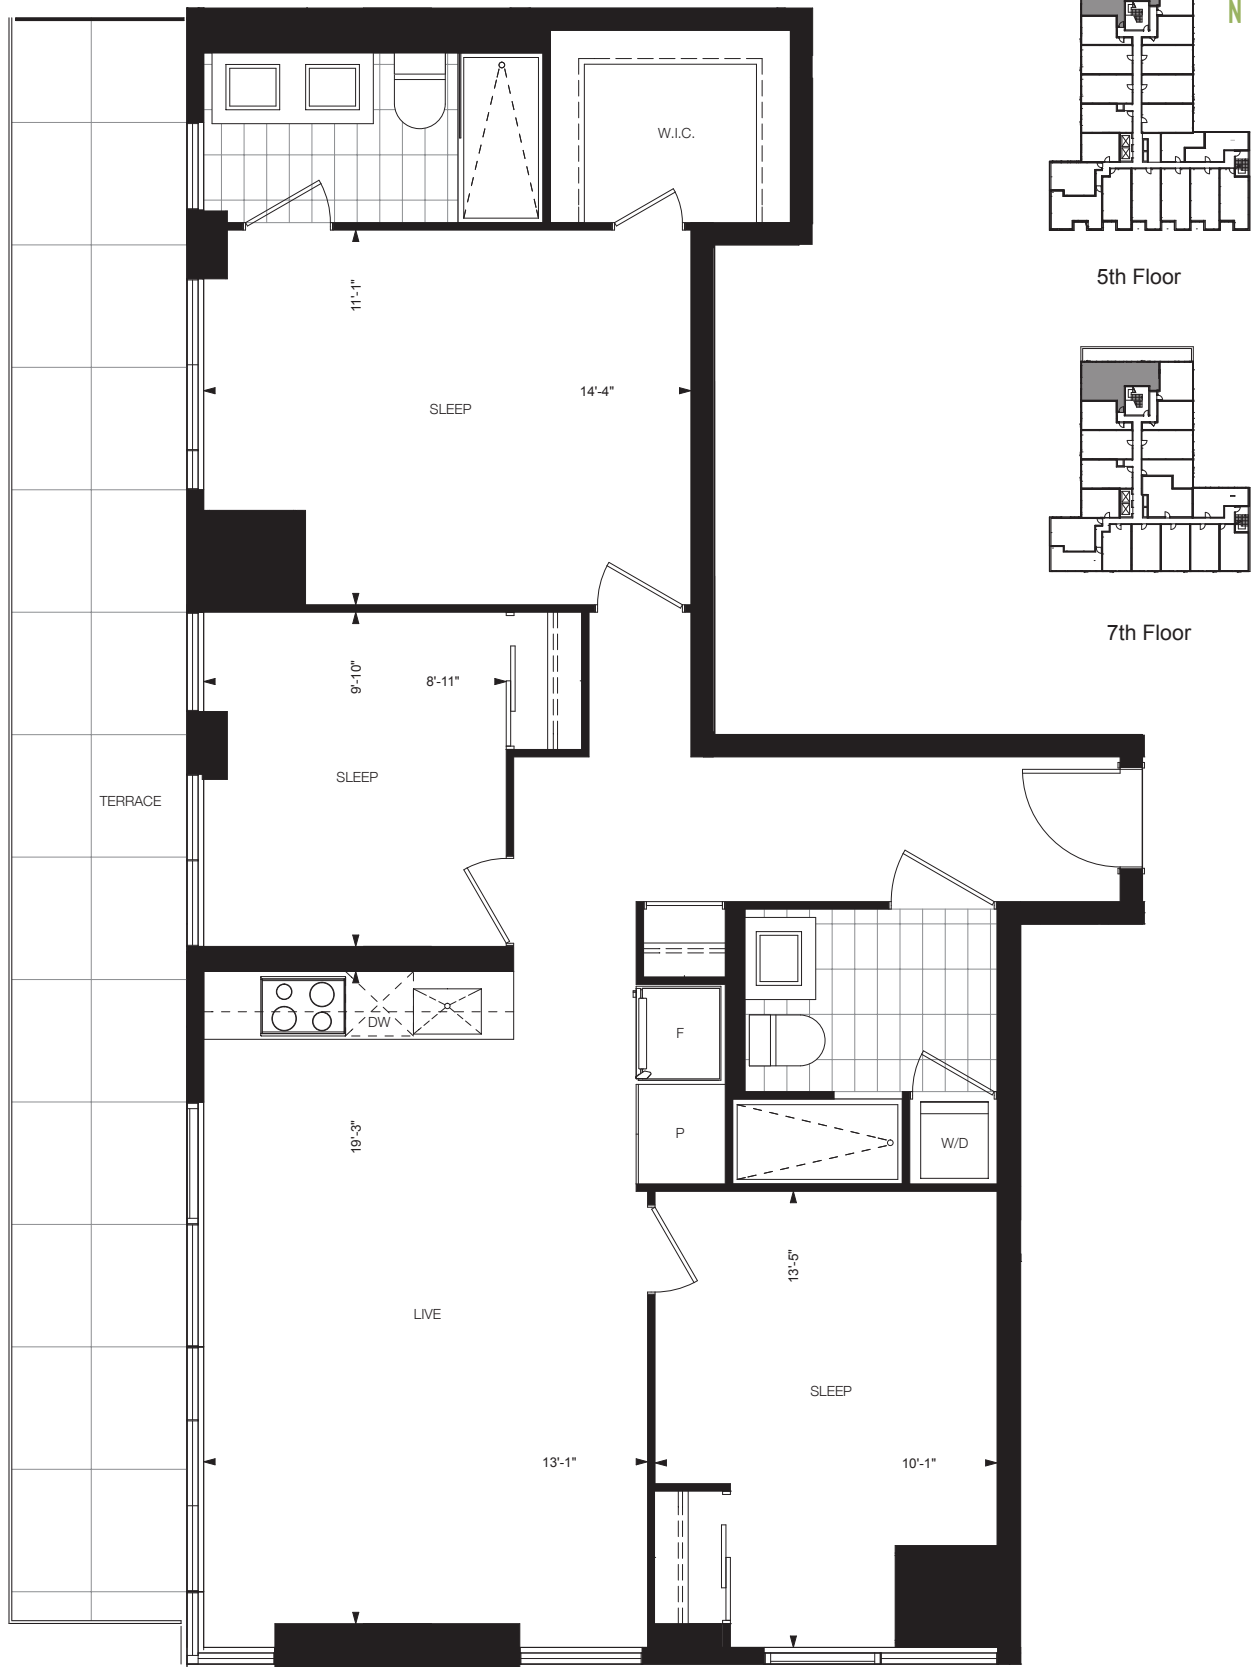 N
W.I.C.
5th Floor
11'-1"
14'-4"
SLEEP
7th Floor
9'-10"
8'-11"
SLEEP
TERRACE
DW
F
P
W/D
19'-3"
13'-5"
LIVE
SLEEP
13'-1"
10'-1"